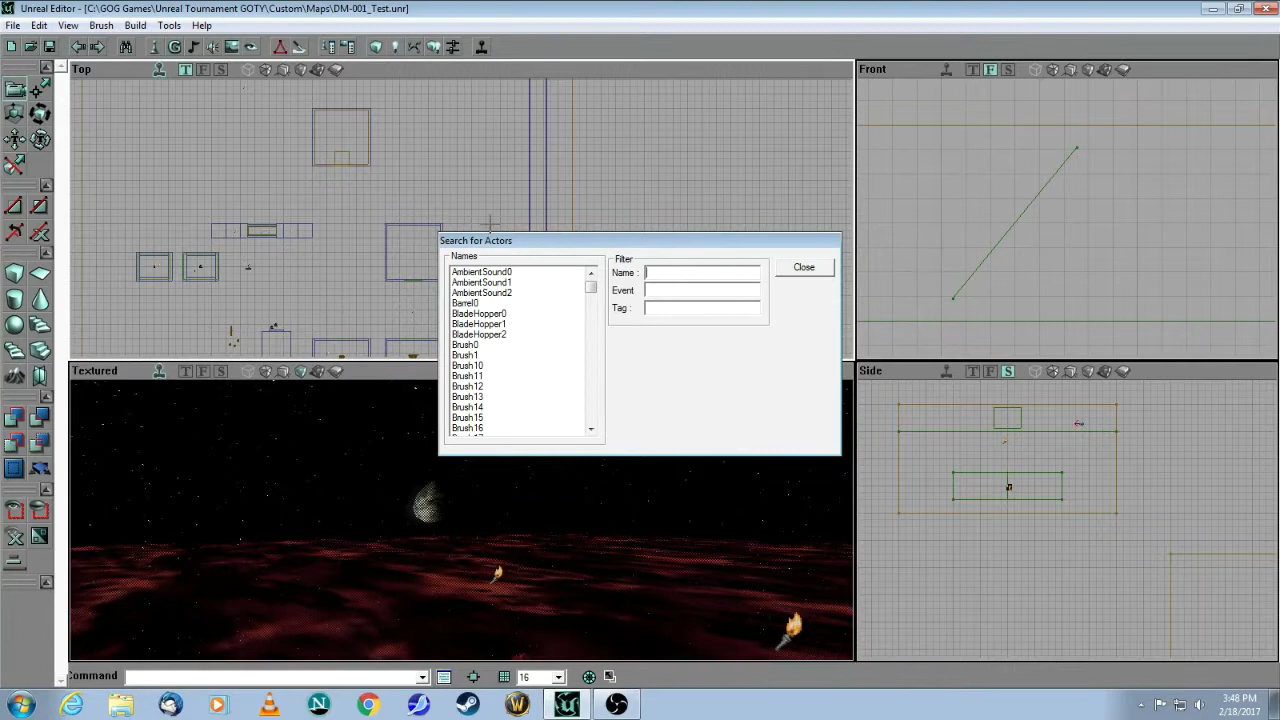 Unreal Editor - [D:\GOG Games\Unreal Tournament GOTY\Custom\Maps\DM-001_Test.unr]
File Edit View Brush Build Tools Help
Top
T F S
Front
T F S
Search for Actors
Names
AmbientSound0
AmbientSound1
AmbientSound2
Barrel0
BladeHopper0
BladeHopper1
BladeHopper2
Brush0
Brush1
Brush10
Brush11
Brush12
Brush13
Brush14
Brush15
Brush16
Filter
Name :
Event
Tag :
Close
Textured
T F S
Side
T F S
Command
16
3:48 PM
2/18/2017